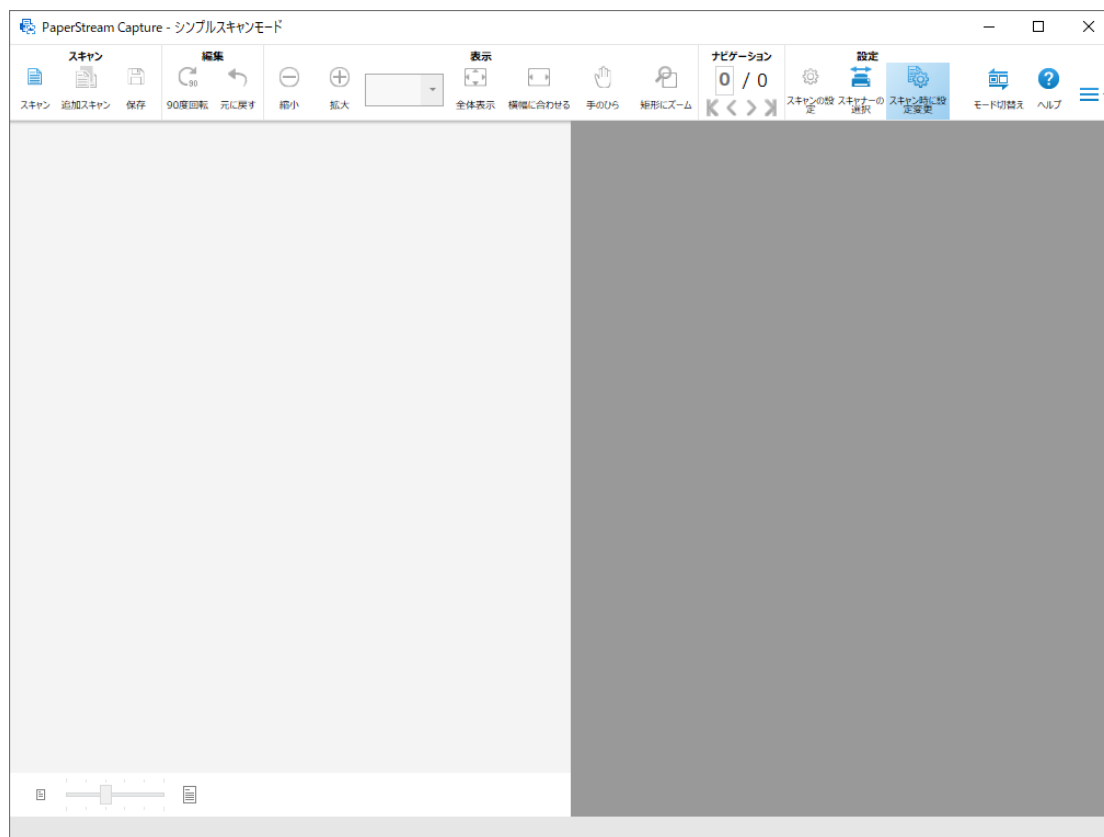 PaperStream Capture - シンプルスキャンモード
スキャン
編集
表示
ナビゲーション
設定
90
0 / 0
スキャン
追加スキャン
保存
90度回転
元に戻す
縮小
拡大
全体表示
横幅に合わせる
手のひら
矩形にズーム
スキャンの設
定
スキャナーの
選択
スキャン時に設
定変更
モード切替え
ヘルプ